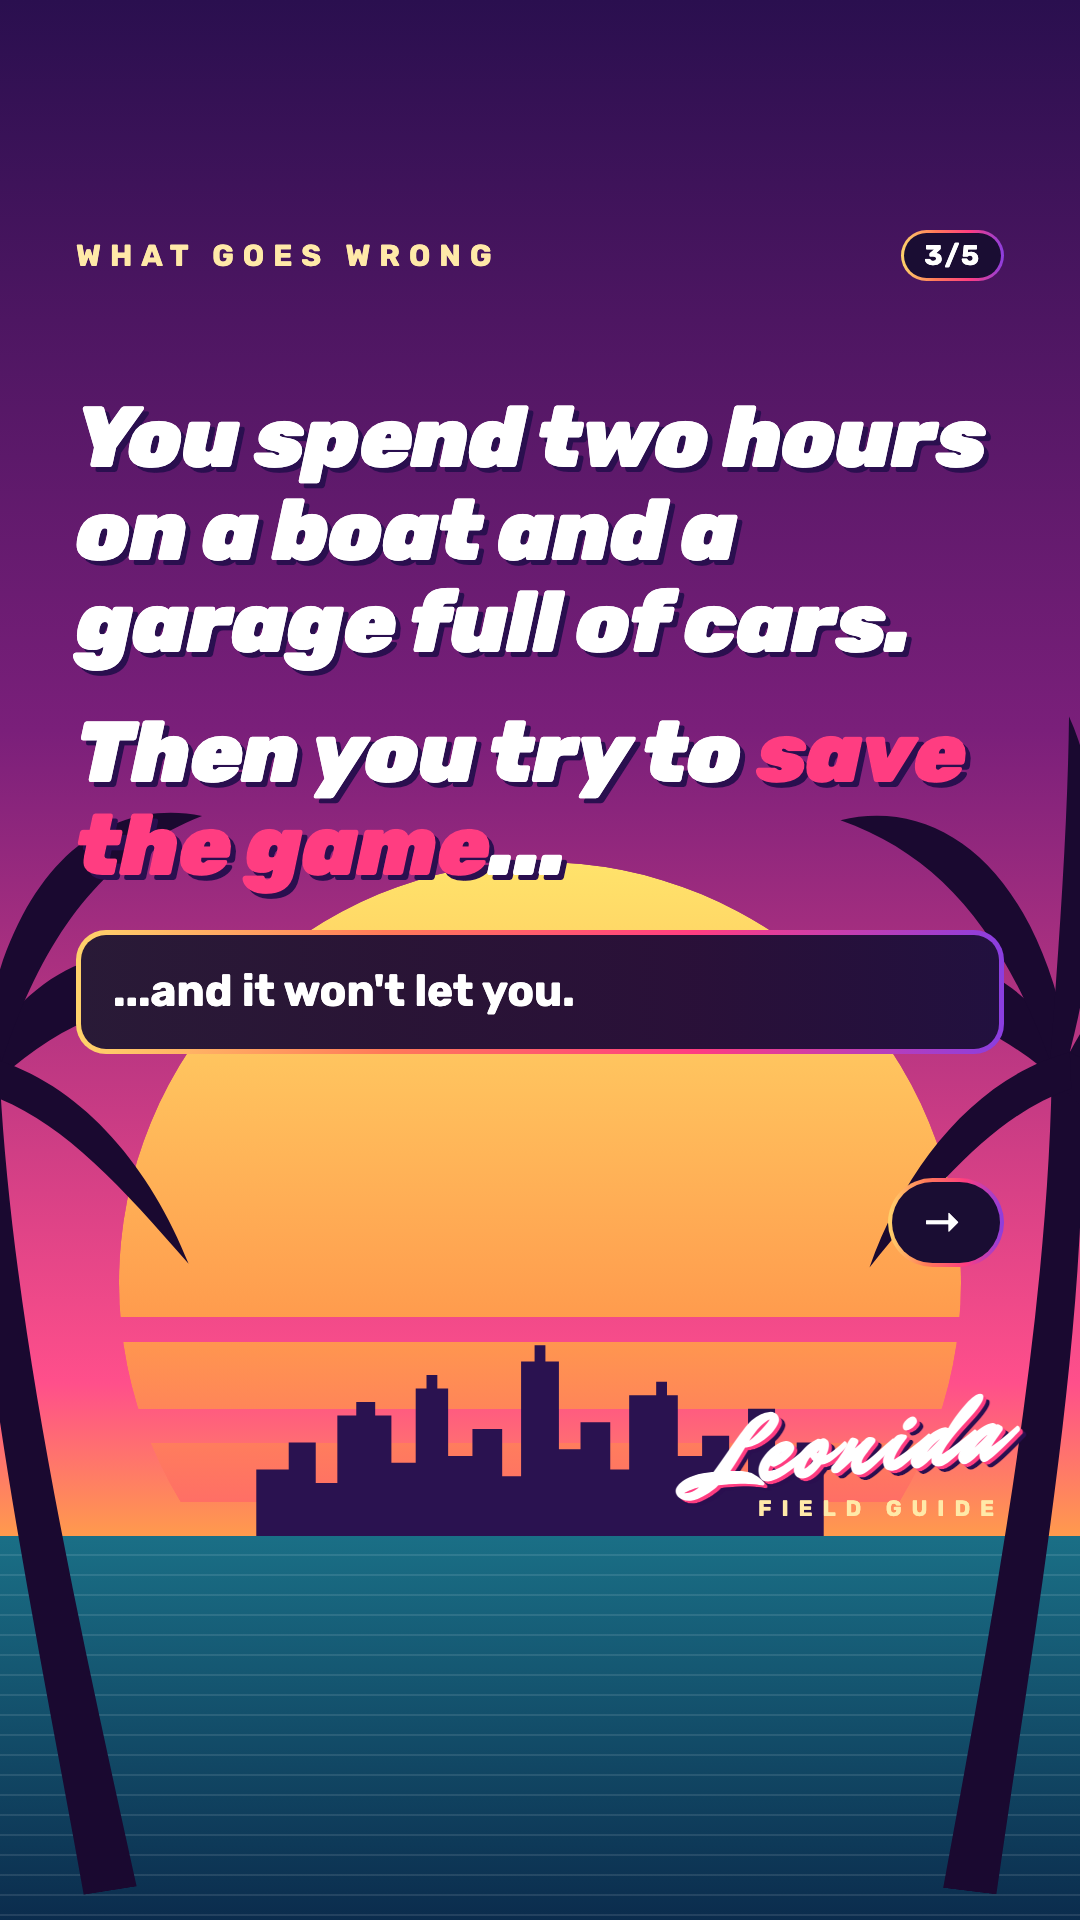 WHAT GOES WRONG
3/5
You spend two hours
on a boat and a
garage full of cars.
Then you try to save
the game...
...and it won't let you.
→
Leonida
FIELD GUIDE